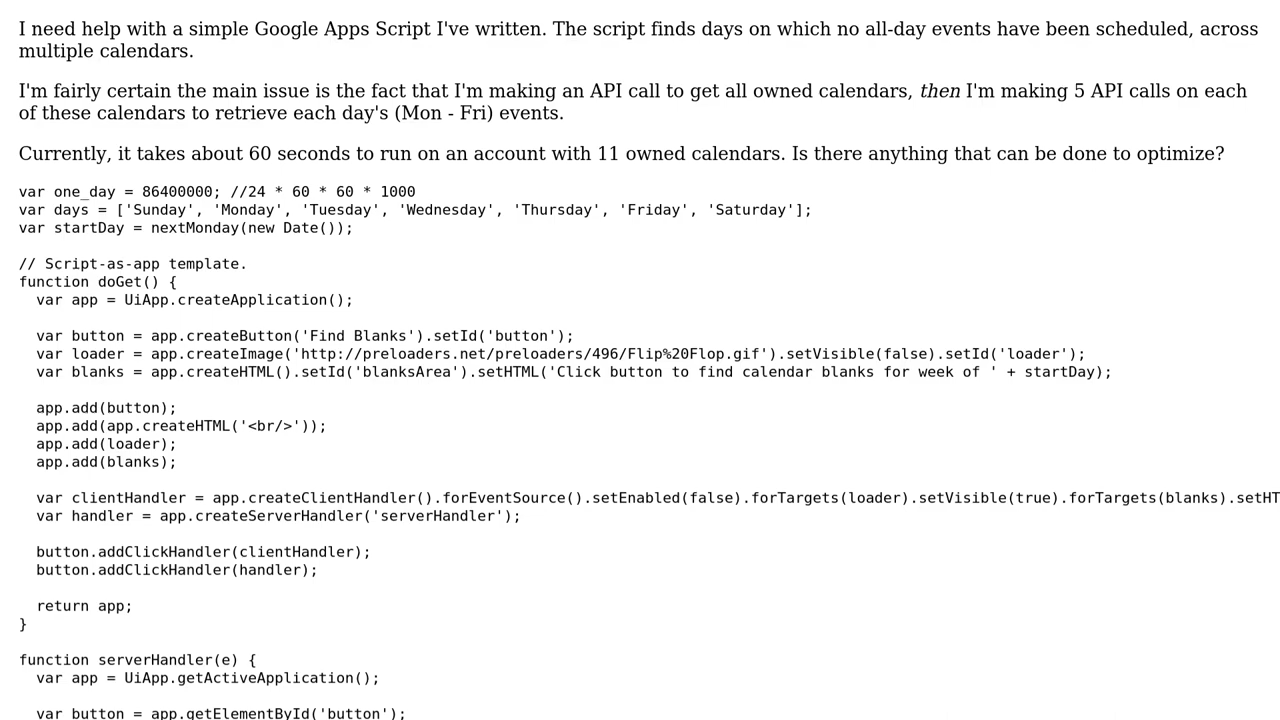 I need help with a simple Google Apps Script I've written. The script finds days on which no all-day events have been scheduled, across
multiple calendars.
I'm fairly certain the main issue is the fact that I'm making an API call to get all owned calendars, then I'm making 5 API calls on each
of these calendars to retrieve each day's (Mon - Fri) events.
Currently, it takes about 60 seconds to run on an account with 11 owned calendars. Is there anything that can be done to optimize?
var one_day = 86400000; //24 * 60 * 60 * 1000
var days = ['Sunday', 'Monday', 'Tuesday', 'Wednesday', 'Thursday', 'Friday', 'Saturday'];
var startDay = nextMonday(new Date());
// Script-as-app template.
function doGet() {
  var app = UiApp.createApplication();
  var button = app.createButton('Find Blanks').setId('button');
  var loader = app.createImage('http://preloaders.net/preloaders/496/Flip%20Flop.gif').setVisible(false).setId('loader');
  var blanks = app.createHTML().setId('blanksArea').setHTML('Click button to find calendar blanks for week of ' + startDay);
  app.add(button);
  app.add(app.createHTML('<br/>'));
  app.add(loader);
  app.add(blanks);
  var clientHandler = app.createClientHandler().forEventSource().setEnabled(false).forTargets(loader).setVisible(true).forTargets(blanks).setHT
  var handler = app.createServerHandler('serverHandler');
  button.addClickHandler(clientHandler);
  button.addClickHandler(handler);
  return app;
}
function serverHandler(e) {
  var app = UiApp.getActiveApplication();
  var button = app.getElementById('button');